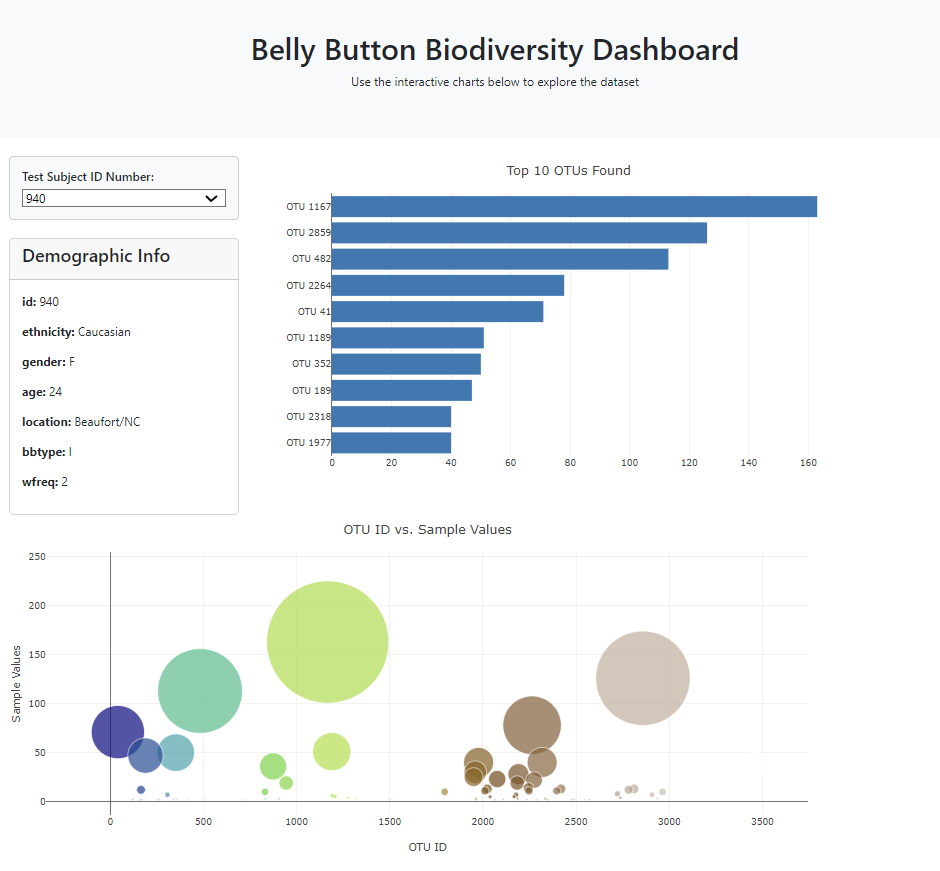 Belly Button Biodiversity Dashboard
Use the interactive charts below to explore the dataset
Test Subject ID Number:
940
Demographic Info
id: 940
ethnicity: Caucasian
gender: F
age: 24
location: Beaufort/NC
bbtype: I
wfreq: 2
Top 10 OTUs Found
OTU 1167
OTU 2859
OTU 482
OTU 2264
OTU 41
OTU 1189
OTU 352
OTU 189
OTU 2318
OTU 1977
0 20 40 60 80 100 120 140 160
OTU ID vs. Sample Values
Sample Values
250
200
150
100
50
0
0 500 1000 1500 2000 2500 3000 3500
OTU ID